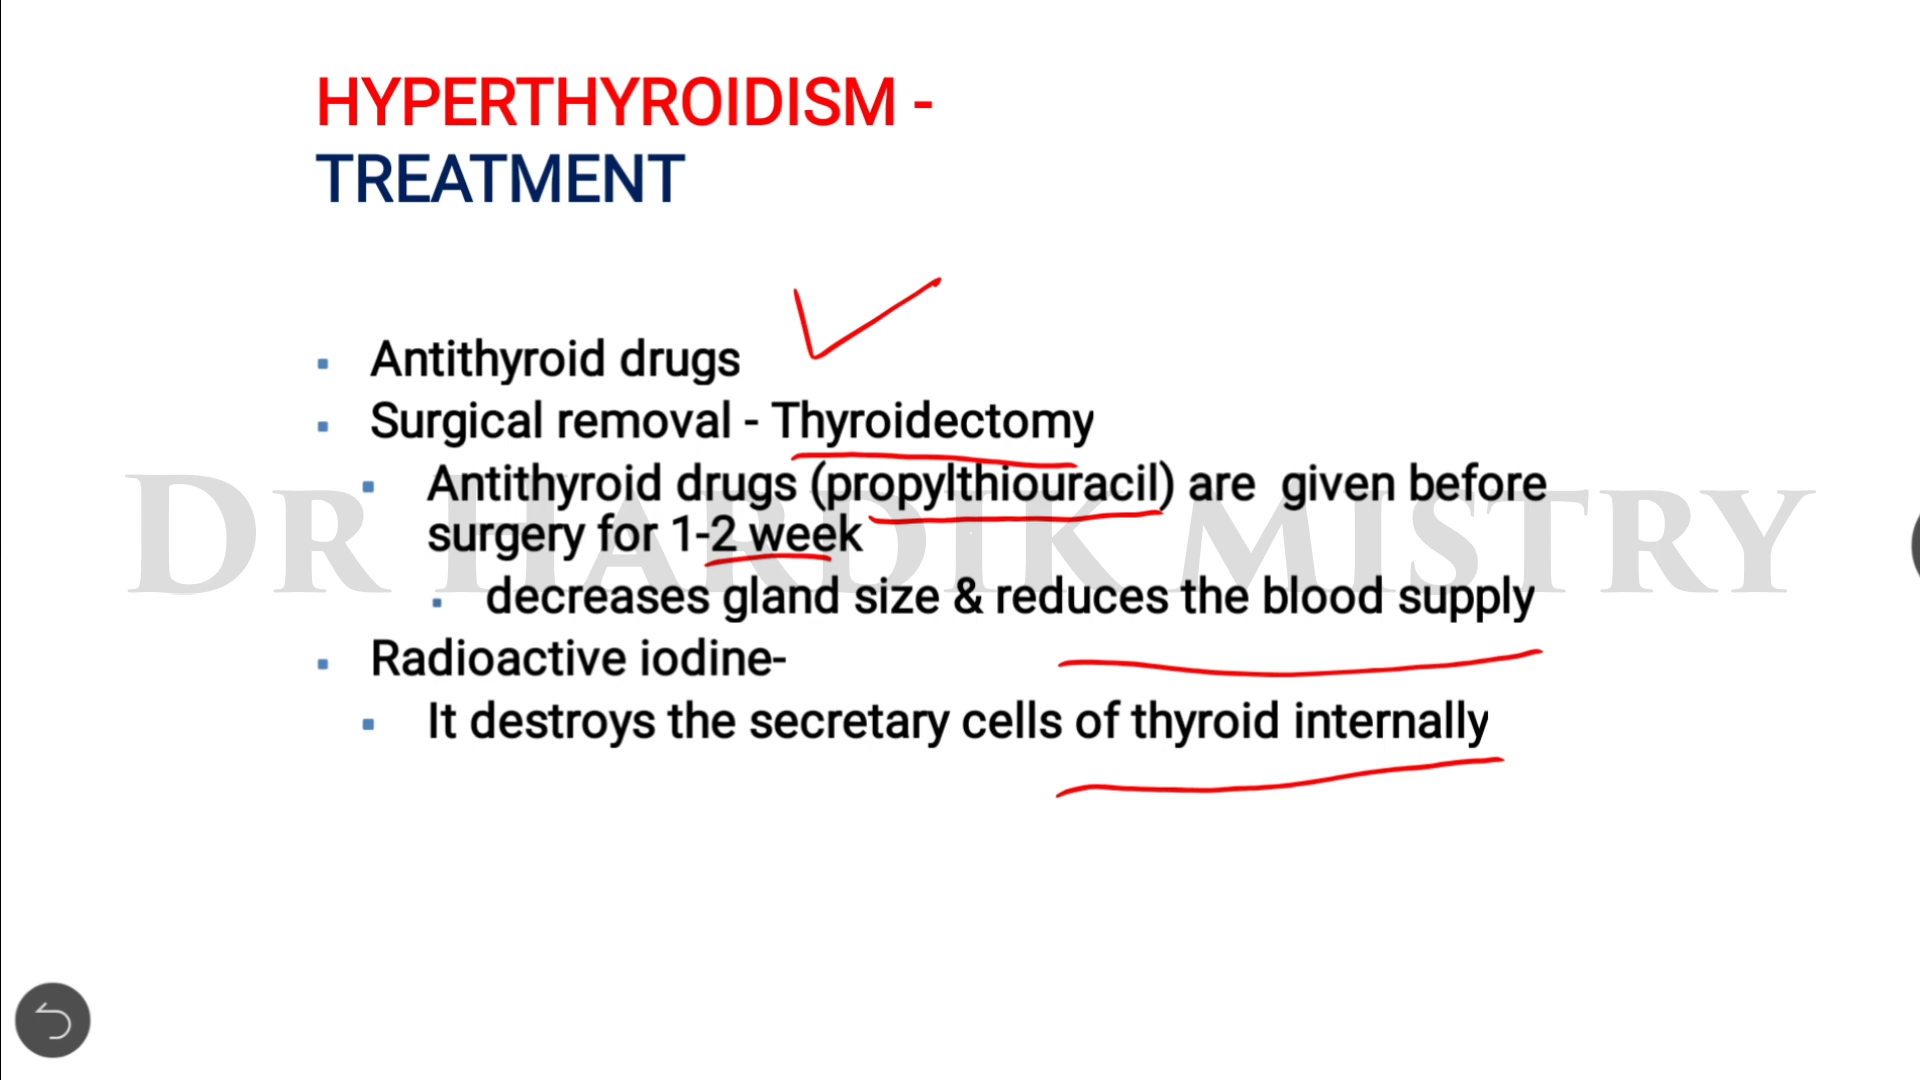 HYPERTHYROIDISM -
TREATMENT
▪ Antithyroid drugs
▪ Surgical removal - Thyroidectomy
▪ Antithyroid drugs (propylthiouracil) are given before
surgery for 1-2 week
▪ decreases gland size & reduces the blood supply
▪ Radioactive iodine-
▪ It destroys the secretary cells of thyroid internally
DR HARDIK MISTRY